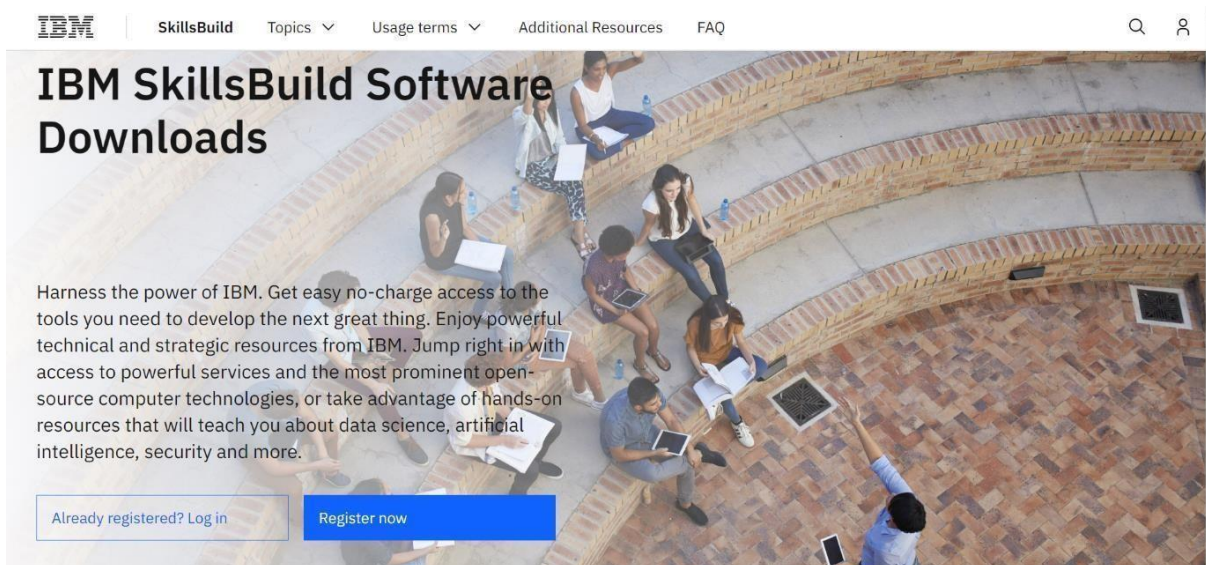 IBM SkillsBuild Topics Usage terms Additional Resources FAQ
IBM SkillsBuild Software
Downloads
Harness the power of IBM. Get easy no-charge access to the
tools you need to develop the next great thing. Enjoy powerful
technical and strategic resources from IBM. Jump right in with
access to powerful services and the most prominent open-
source computer technologies, or take advantage of hands-on
resources that will teach you about data science, artificial
intelligence, security and more.
Already registered? Log in Register now